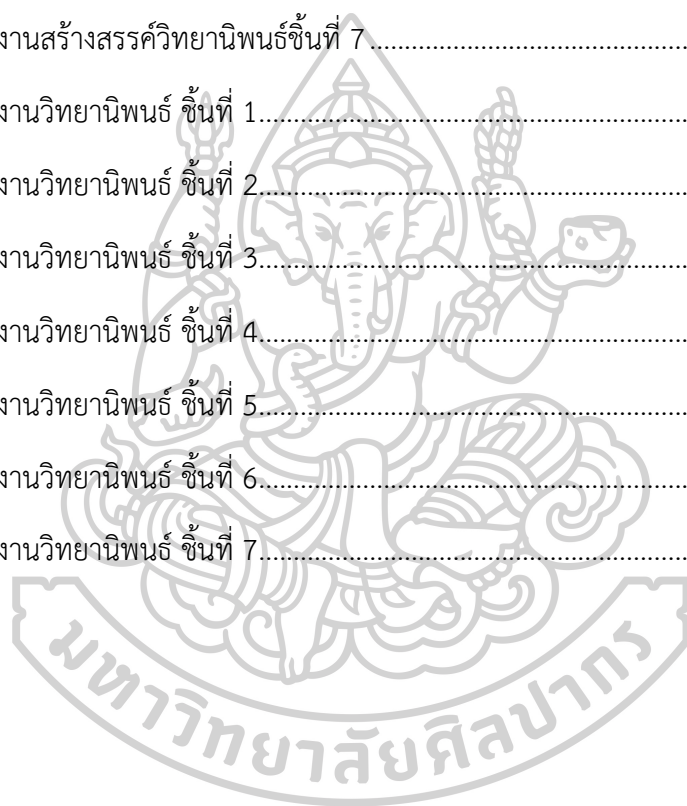 งานสร้างสรรค์วิทยานิพนธ์ชิ้นที่ 7
งานวิทยานิพนธ์ ชิ้นที่ 1
งานวิทยานิพนธ์ ชิ้นที่ 2
งานวิทยานิพนธ์ ชิ้นที่ 3
งานวิทยานิพนธ์ ชิ้นที่ 4
งานวิทยานิพนธ์ ชิ้นที่ 5
งานวิทยานิพนธ์ ชิ้นที่ 6
งานวิทยานิพนธ์ ชิ้นที่ 7
มหาวิทยาลัยศิลปากร